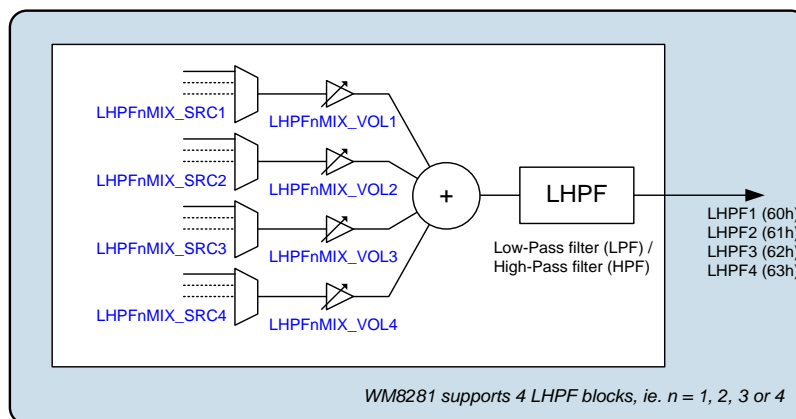 LHPFnMIX_SRC1
LHPFnMIX_VOL1
LHPFnMIX_SRC2
LHPFnMIX_VOL2
LHPFnMIX_SRC3
LHPFnMIX_VOL3
LHPFnMIX_SRC4
LHPFnMIX_VOL4
+
LHPF
Low-Pass filter (LPF) /
High-Pass filter (HPF)
LHPF1 (60h)
LHPF2 (61h)
LHPF3 (62h)
LHPF4 (63h)
WM8281 supports 4 LHPF blocks, ie. n = 1, 2, 3 or 4